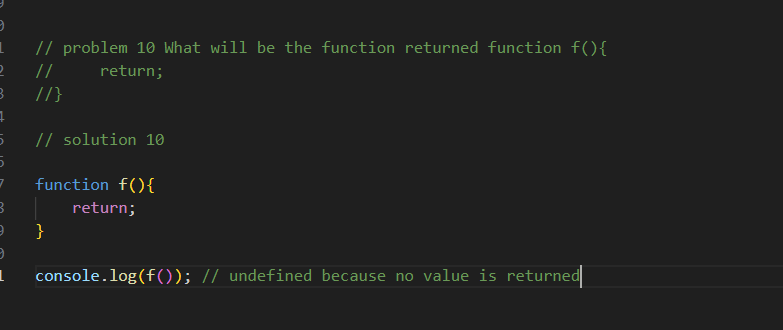 // problem 10 What will be the function returned function f(){
//     return;
//}
// solution 10
function f(){
    return;
}
console.log(f()); // undefined because no value is returned